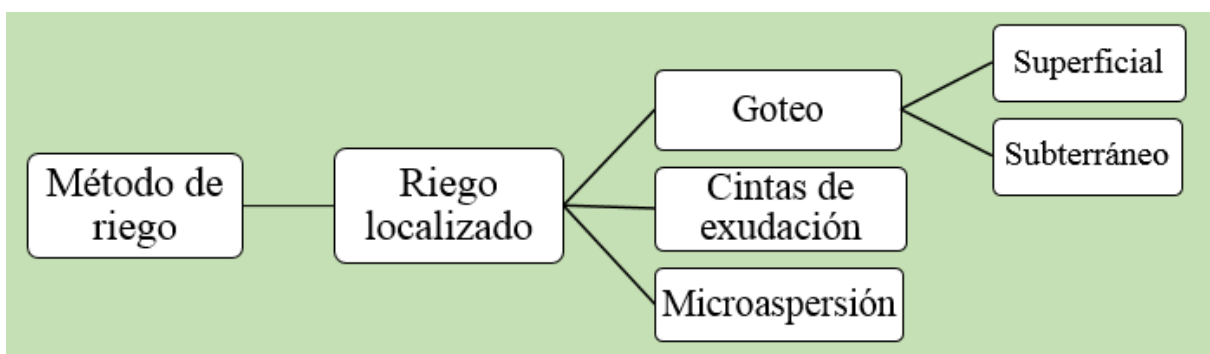 Método de
riego
Riego
localizado
Goteo
Superficial
Subterráneo
Cintas de
exudación
Microaspersión